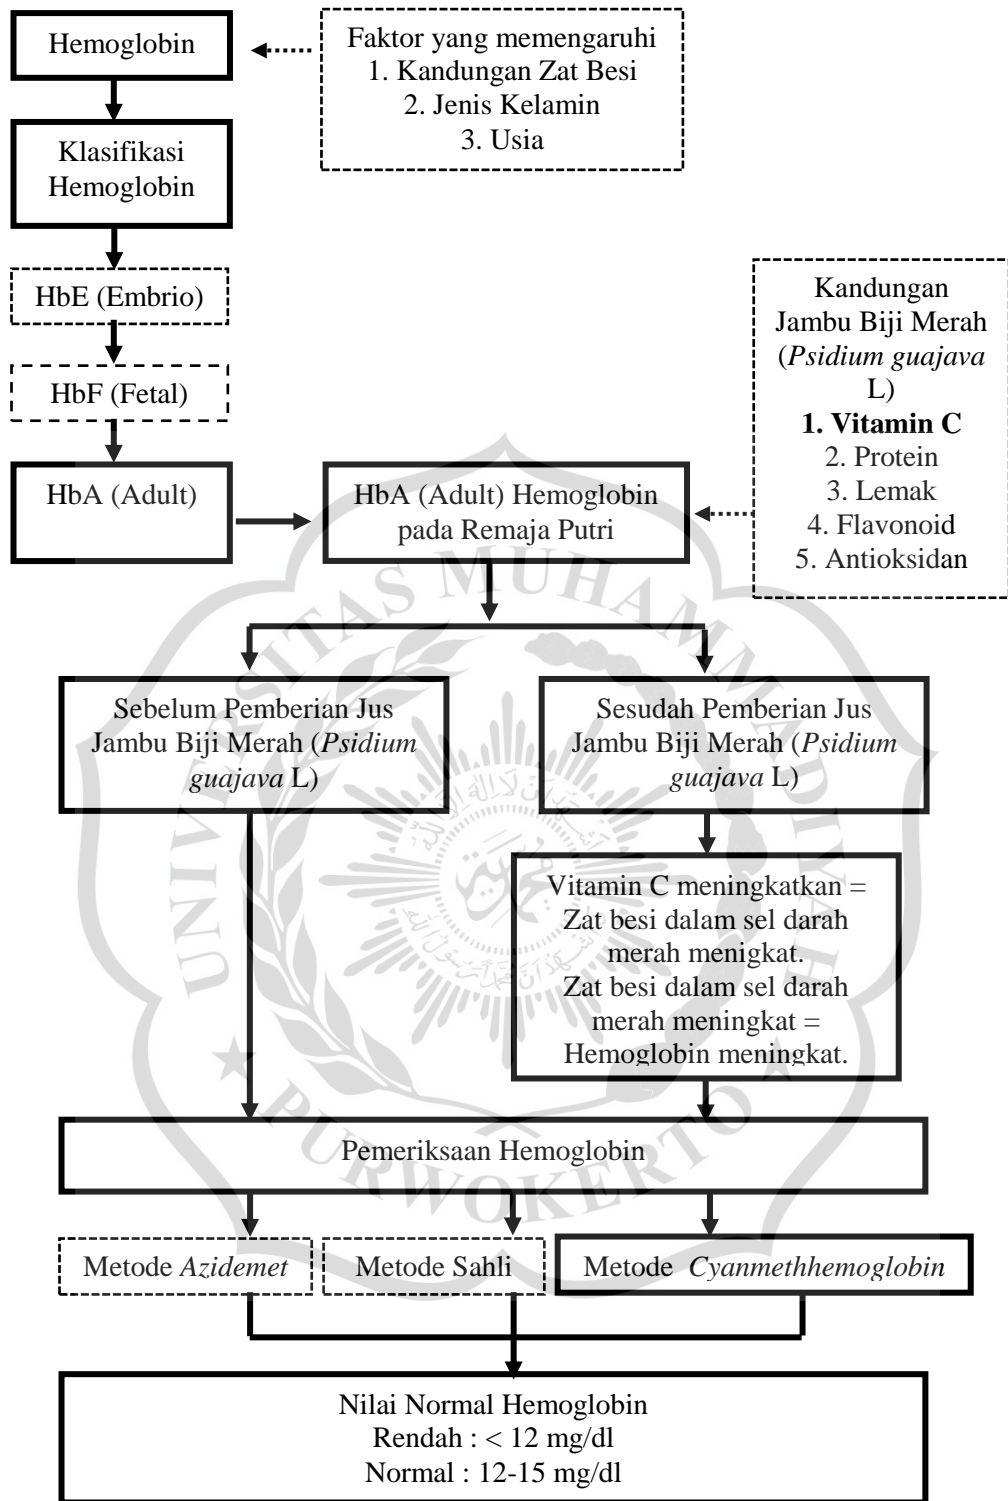 Hemoglobin
Faktor yang memengaruhi
1. Kandungan Zat Besi
2. Jenis Kelamin
3. Usia
Klasifikasi
Hemoglobin
HbE (Embrio)
HbF (Fetal)
HbA (Adult)
HbA (Adult) Hemoglobin
pada Remaja Putri
Kandungan
Jambu Biji Merah
(Psidium guajava
L)
1. Vitamin C
2. Protein
3. Lemak
4. Flavonoid
5. Antioksidan
Sebelum Pemberian Jus
Jambu Biji Merah (Psidium
guajava L)
Sesudah Pemberian Jus
Jambu Biji Merah (Psidium
guajava L)
Vitamin C meningkatkan =
Zat besi dalam sel darah
merah menigkat.
Zat besi dalam sel darah
merah meningkat =
Hemoglobin meningkat.
Pemeriksaan Hemoglobin
Metode Azidemet
Metode Sahli
Metode Cyanmethhemoglobin
Nilai Normal Hemoglobin
Rendah : < 12 mg/dl
Normal : 12-15 mg/dl
UNIVERSITAS MUHAMMADIYAH
PURWOKERTO